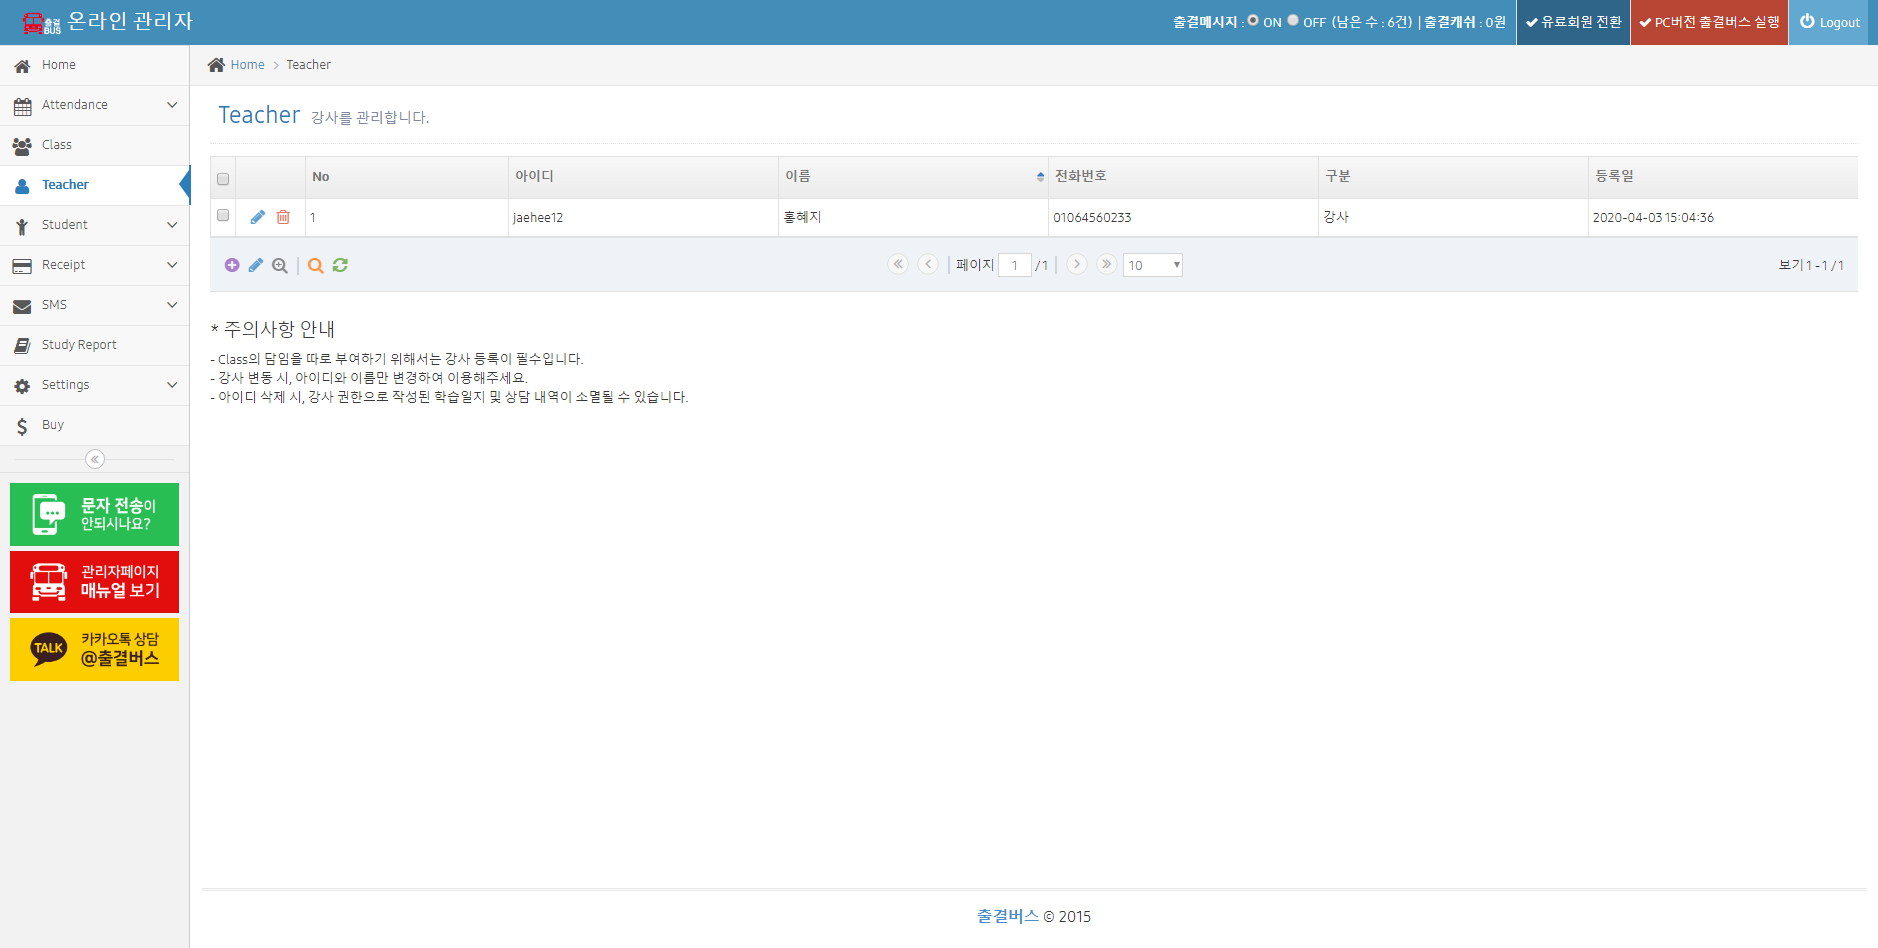 출결BUS 온라인 관리자
출결메시지 : ON OFF (남은 수 : 6건) | 출결캐쉬 : 0원
유료회원 전환
PC버전 출결버스 실행
Logout
Home
Attendance
Class
Teacher
Student
Receipt
SMS
Study Report
Settings
Buy
문자 전송이
안되시나요?
관리자페이지
매뉴얼 보기
TALK
카카오톡 상담
@출결버스
Home > Teacher
Teacher 강사를 관리합니다.
No 아이디 이름 전화번호 구분 등록일
1 jaehee12 홍혜지 01064560233 강사 2020-04-03 15:04:36
페이지 1 / 1 10 보기 1 - 1 / 1
* 주의사항 안내
- Class의 담임을 따로 부여하기 위해서는 강사 등록이 필수입니다.
- 강사 변동 시, 아이디와 이름만 변경하여 이용해주세요.
- 아이디 삭제 시, 강사 권한으로 작성된 학습일지 및 상담 내역이 소멸될 수 있습니다.
출결버스 © 2015